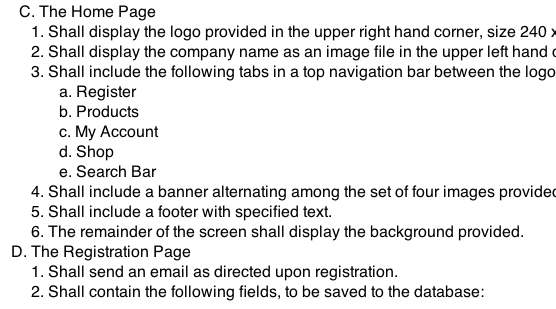 C. The Home Page
1. Shall display the logo provided in the upper right hand corner, size 240 x
2. Shall display the company name as an image file in the upper left hand
3. Shall include the following tabs in a top navigation bar between the logo
a. Register
b. Products
c. My Account
d. Shop
e. Search Bar
4. Shall include a banner alternating among the set of four images provided
5. Shall include a footer with specified text.
6. The remainder of the screen shall display the background provided.
D. The Registration Page
1. Shall send an email as directed upon registration.
2. Shall contain the following fields, to be saved to the database: